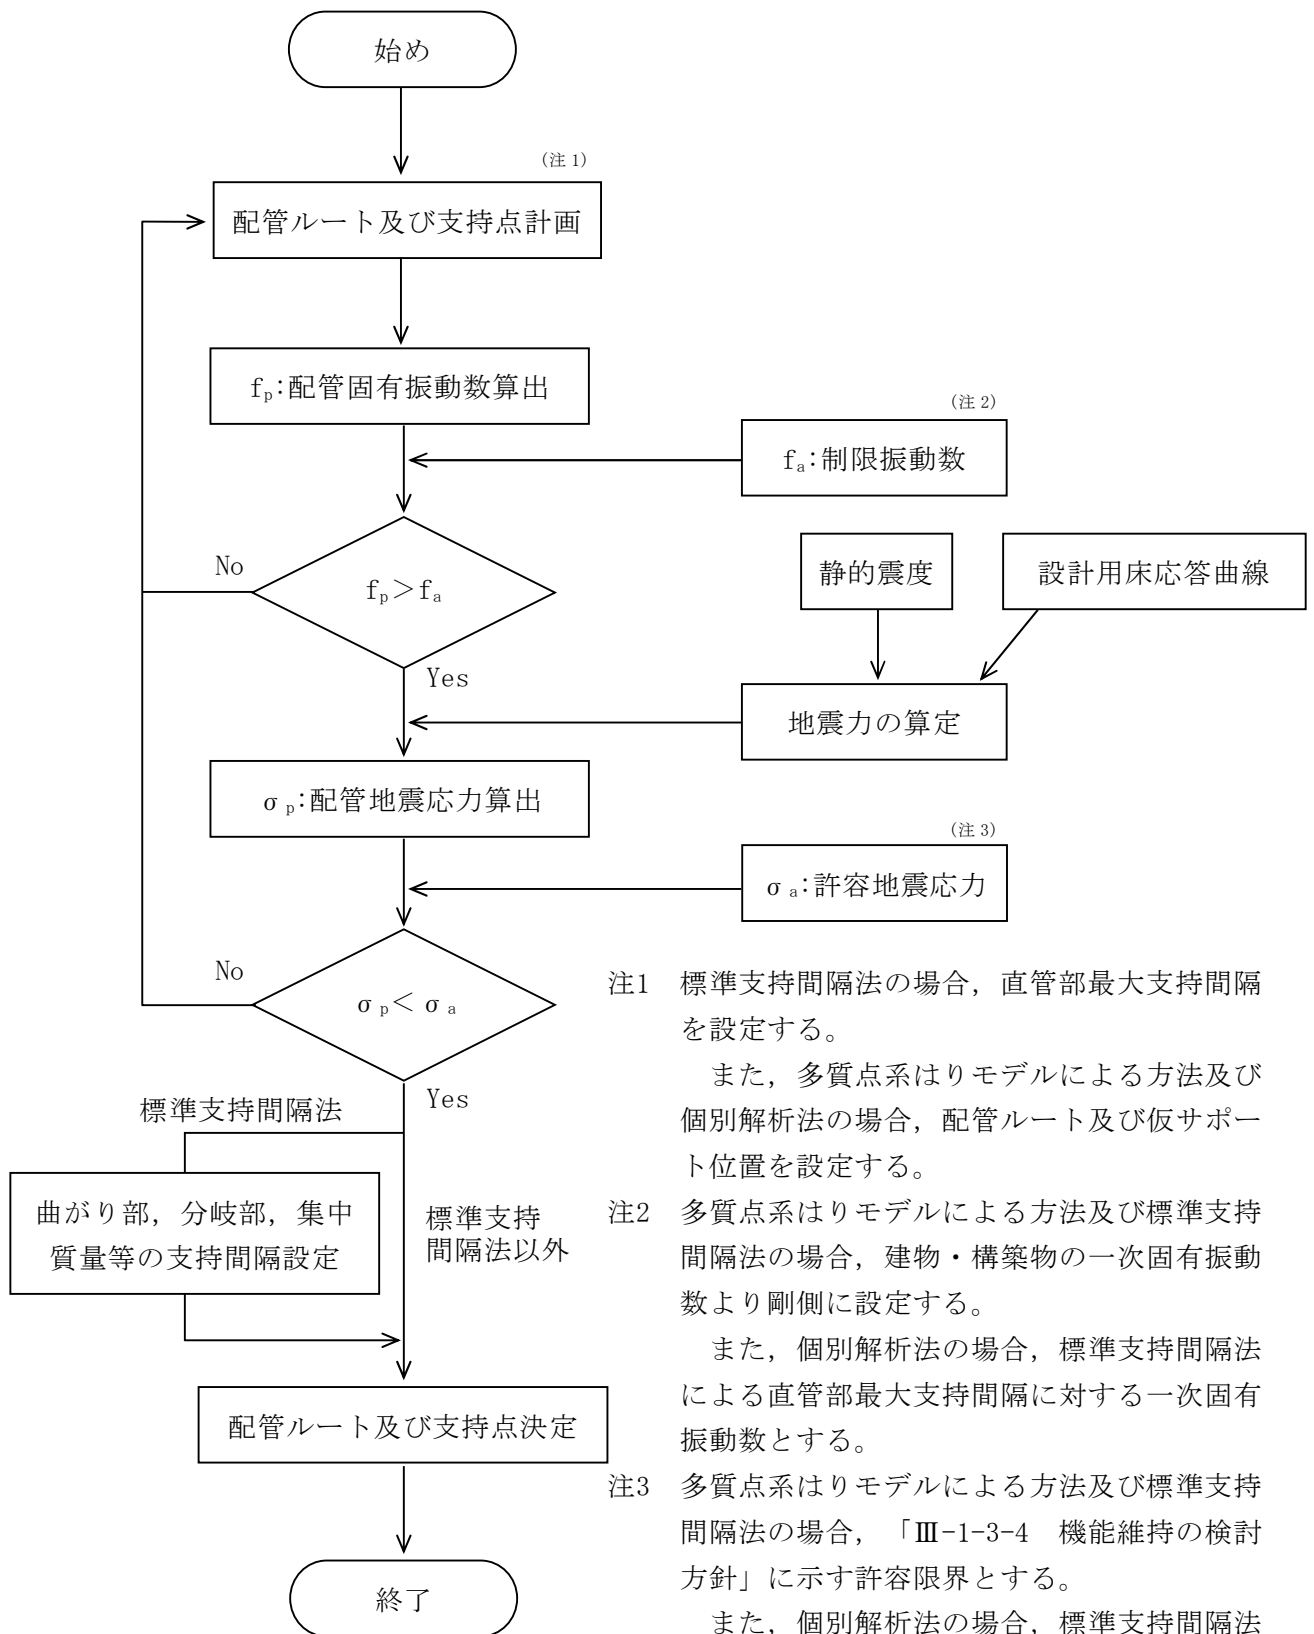 始め
(注 1)
配管ルート及び支持点計画
fp:配管固有振動数算出
(注 2)
fa:制限振動数
No
fp＞fa
Yes
静的震度
設計用床応答曲線
地震力の算定
σp:配管地震応力算出
(注 3)
σa:許容地震応力
No
σp＜σa
Yes
標準支持間隔法
曲がり部，分岐部，集中
質量等の支持間隔設定
標準支持
間隔法以外
配管ルート及び支持点決定
終了
注1　標準支持間隔法の場合，直管部最大支持間隔
を設定する。
また，多質点系はりモデルによる方法及び
個別解析法の場合，配管ルート及び仮サポー
ト位置を設定する。
注2　多質点系はりモデルによる方法及び標準支持
間隔法の場合，建物・構築物の一次固有振動
数より剛側に設定する。
また，個別解析法の場合，標準支持間隔法
による直管部最大支持間隔に対する一次固有
振動数とする。
注3　多質点系はりモデルによる方法及び標準支持
間隔法の場合，「Ⅲ-1-3-4　機能維持の検討
方針」に示す許容限界とする。
また，個別解析法の場合，標準支持間隔法